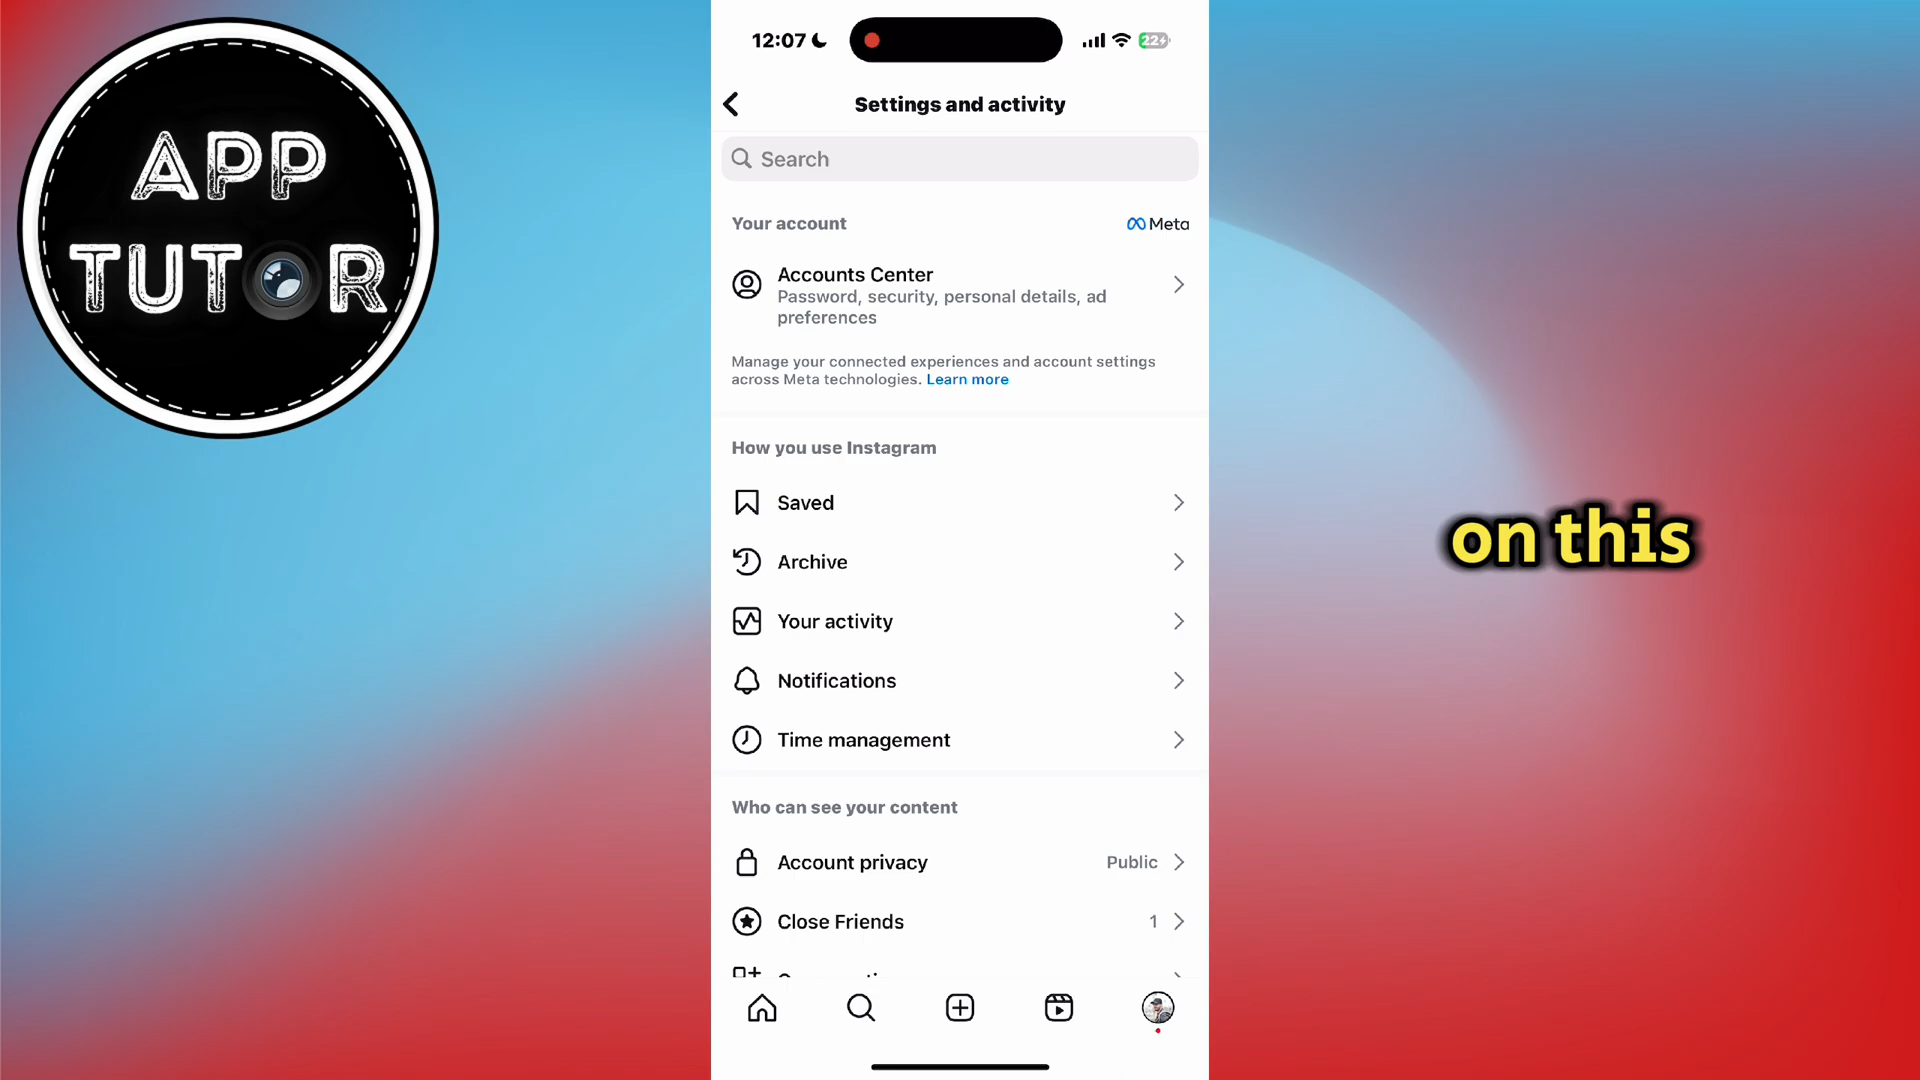 APP
TUTOR
12:07
22
Settings and activity
Search
Your account
Meta
Accounts Center
Password, security, personal details, ad
preferences
Manage your connected experiences and account settings
across Meta technologies. Learn more
How you use Instagram
Saved
Archive
Your activity
Notifications
Time management
Who can see your content
Account privacy
Public
Close Friends
1
on this